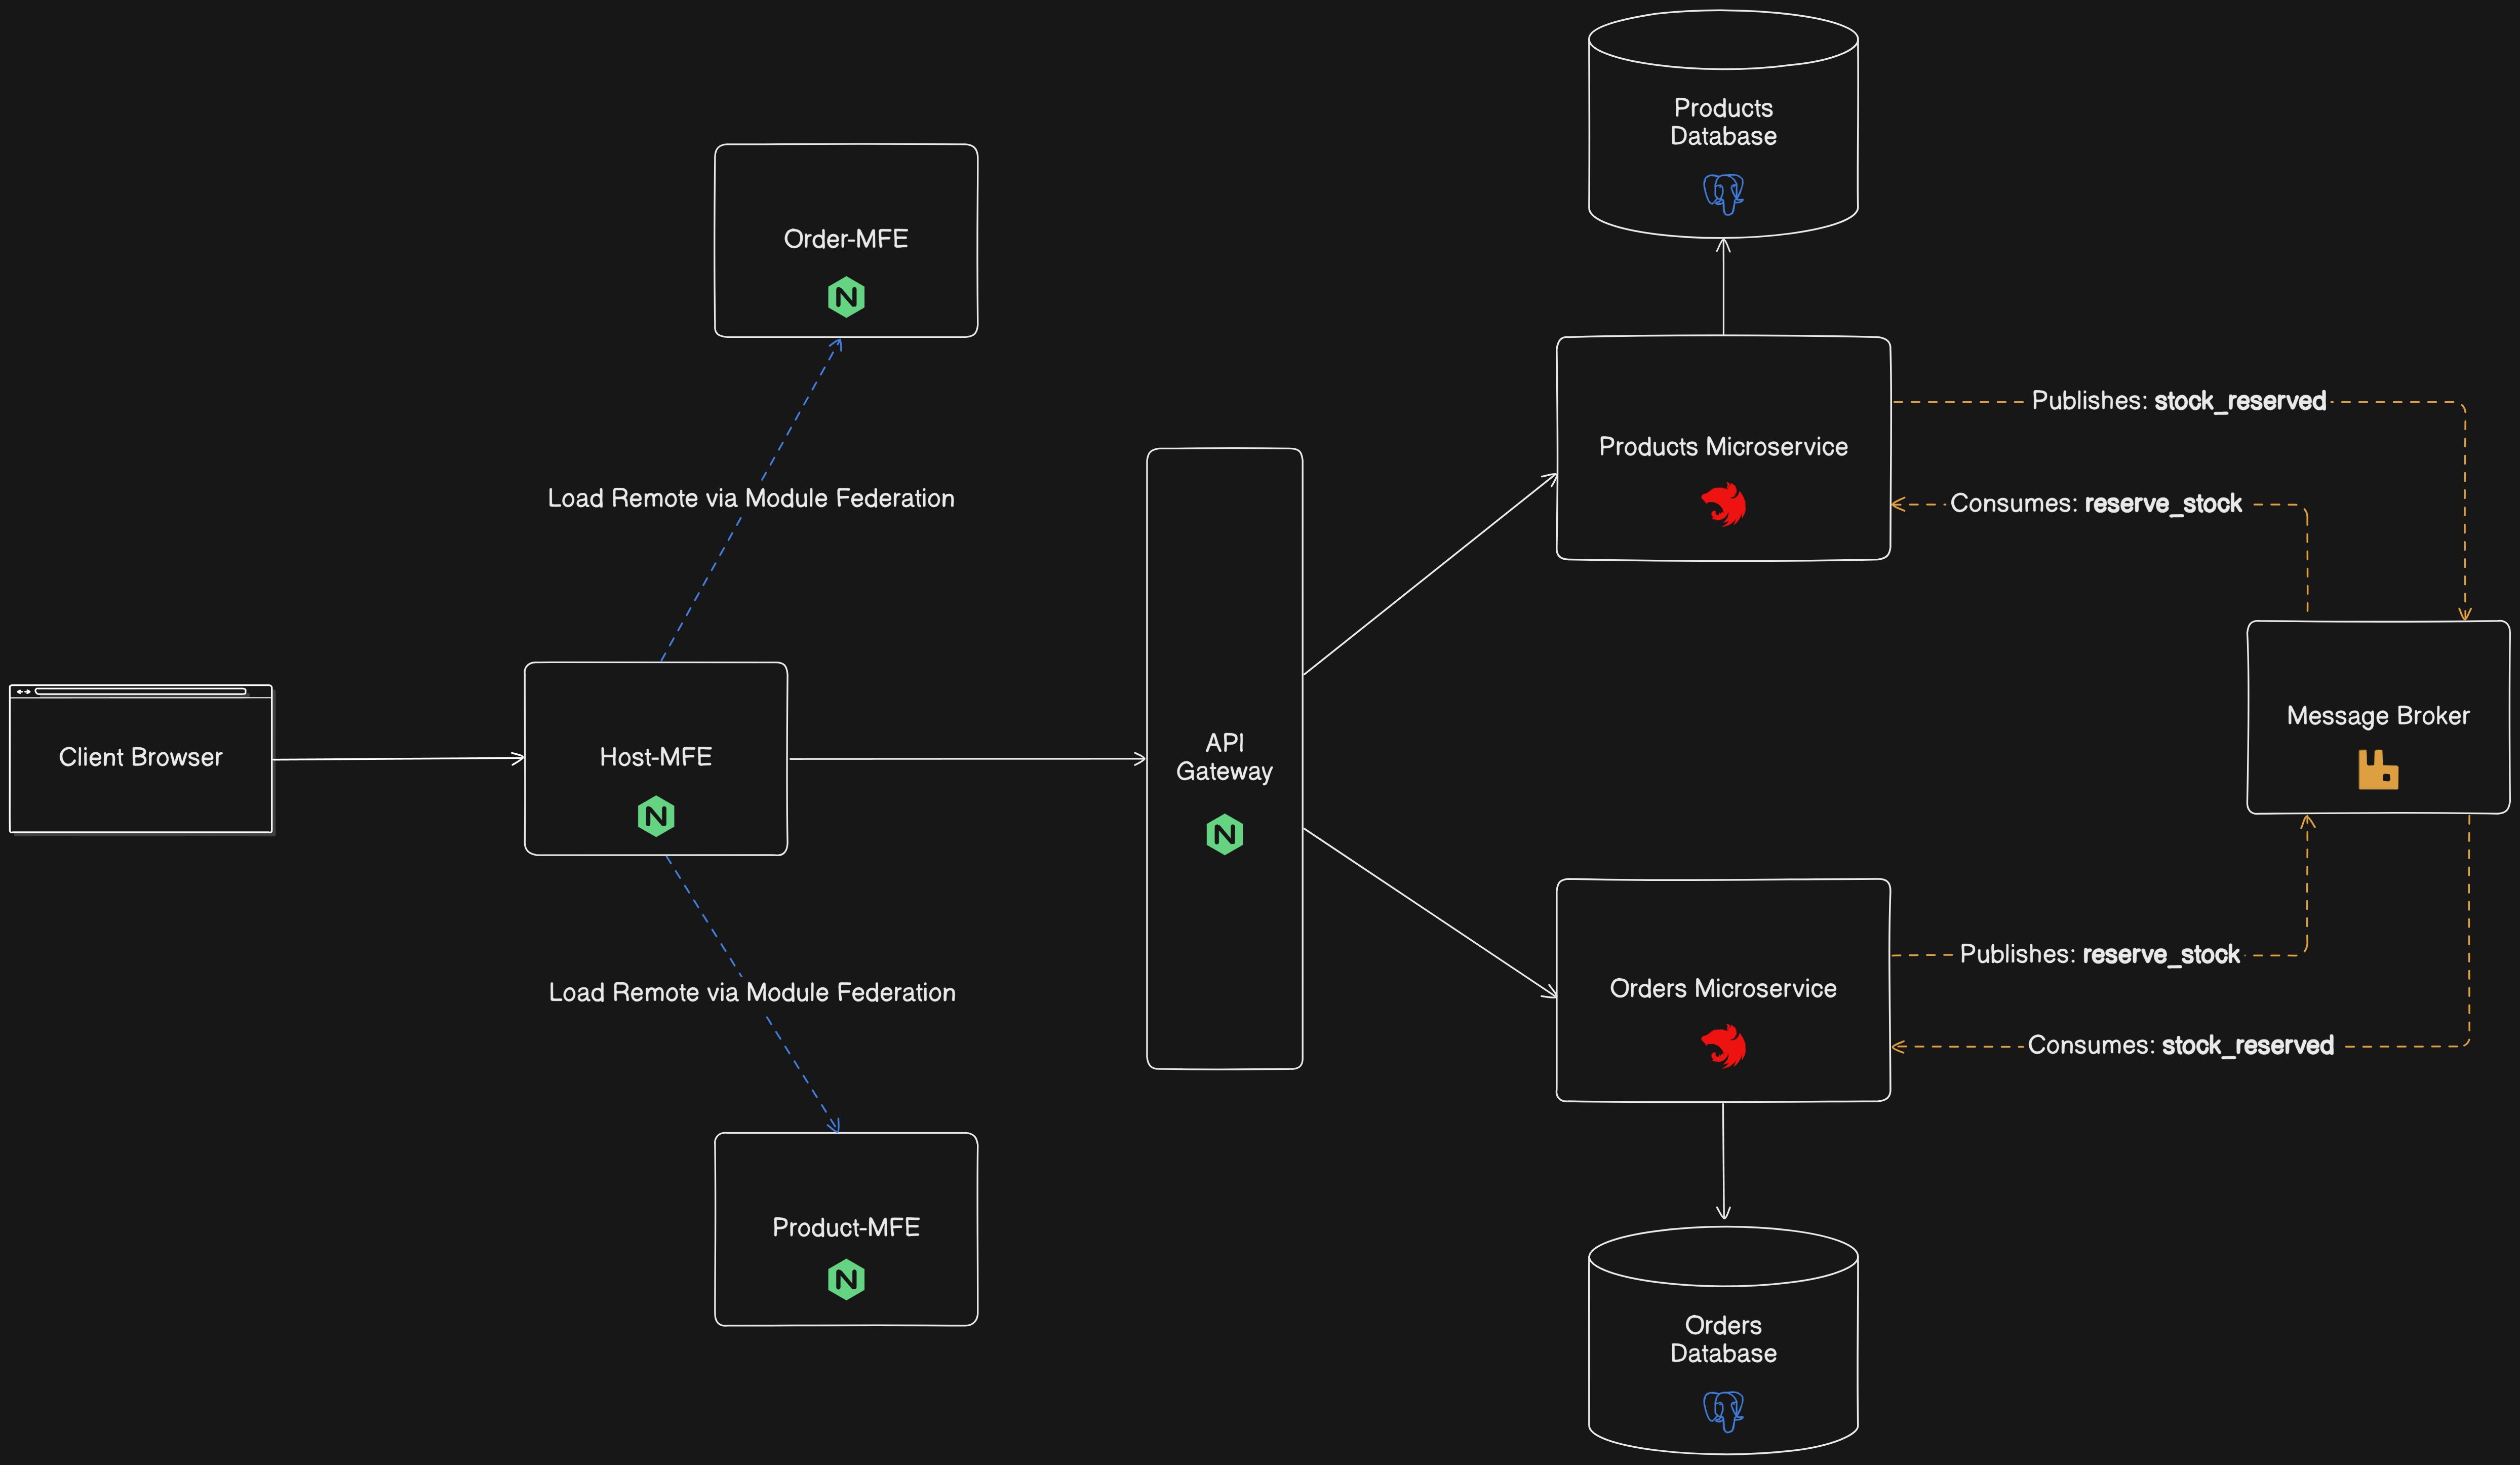 Products
Database
Order-MFE
Products Microservice
Publishes: stock_reserved
Consumes: reserve_stock
Load Remote via Module Federation
Client Browser
Host-MFE
API
Gateway
Message Broker
Load Remote via Module Federation
Orders Microservice
Publishes: reserve_stock
Consumes: stock_reserved
Product-MFE
Orders
Database